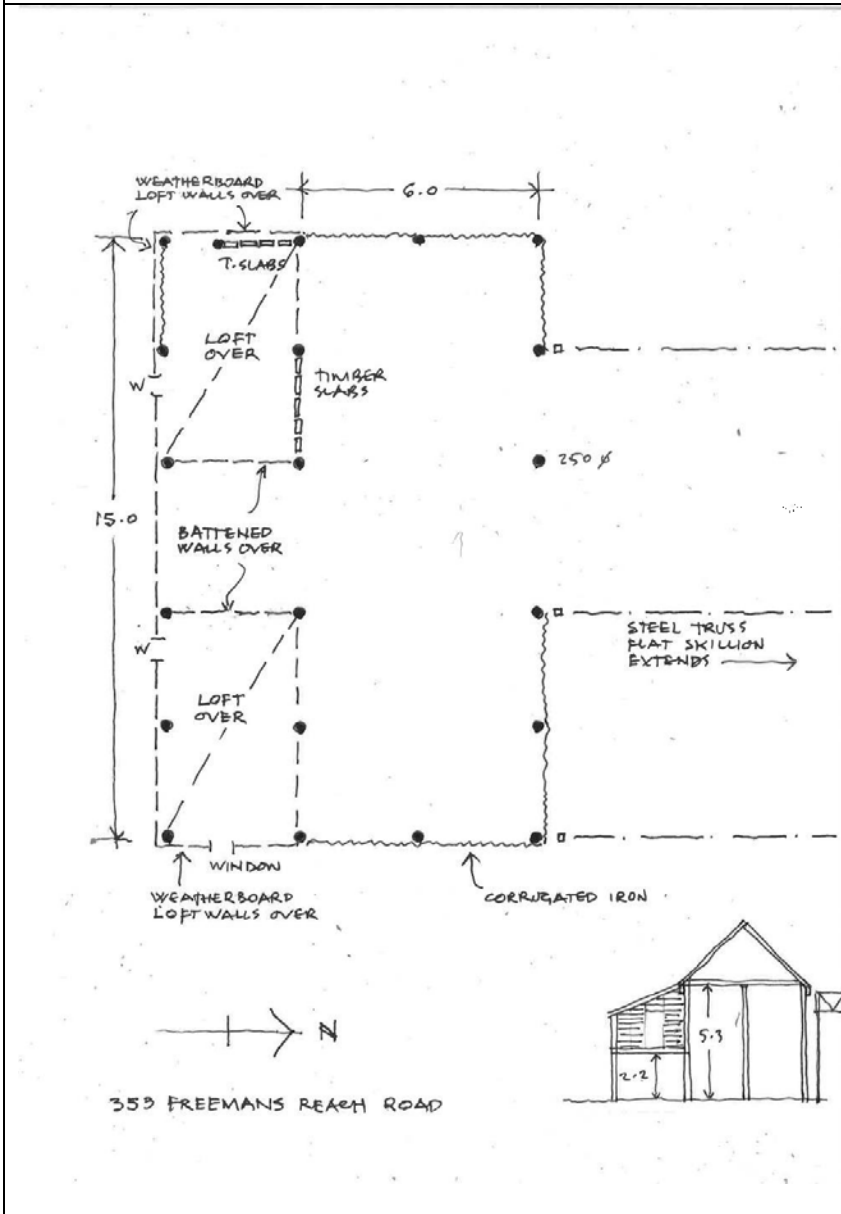 WEATHERBOARD
LOFT WALLS OVER
6.0
T. SLABS
LOFT
OVER
TIMBER
SLABS
W
250 ø
15.0
BATTENED
WALLS OVER
W
STEEL TRUSS
FLAT SKILLION
EXTENDS
LOFT
OVER
WINDOW
WEATHERBOARD
LOFT WALLS OVER
CORRUGATED IRON
N
5.3
2.2
353 FREEMANS REACH ROAD